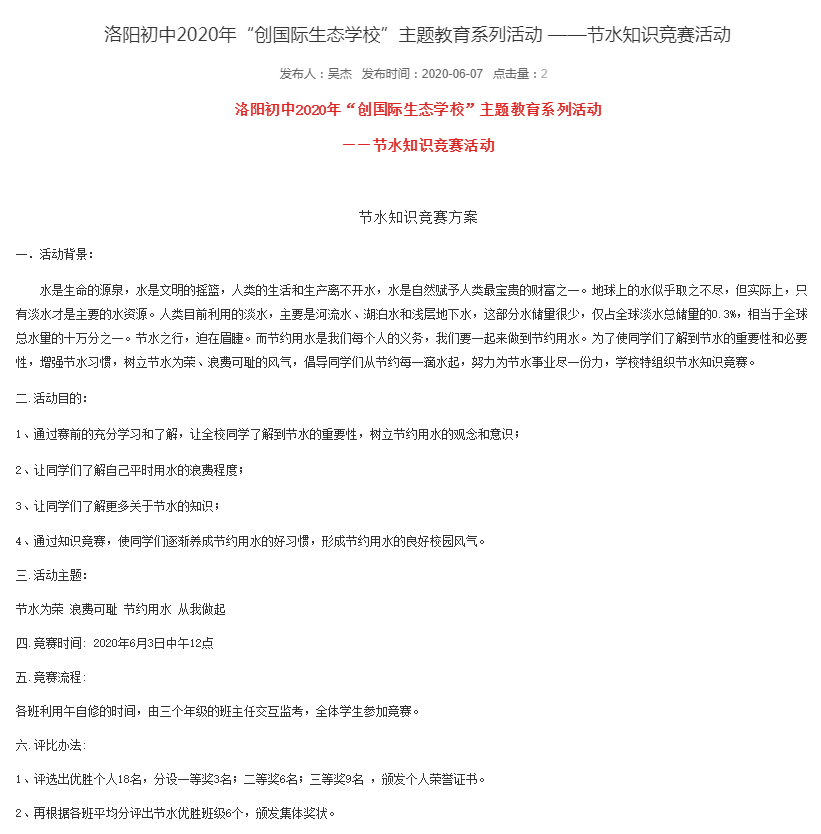 洛阳初中2020年“创国际生态学校”主题教育系列活动 ——节水知识竞赛活动
发布人：吴杰 发布时间：2020-06-07 点击量：2
洛阳初中2020年“创国际生态学校”主题教育系列活动
——节水知识竞赛活动
节水知识竞赛方案
一．活动背景：
水是生命的源泉，水是文明的摇篮，人类的生活和生产离不开水，水是自然赋予人类最宝贵的财富之一。地球上的水似乎取之不尽，但实际上，只
有淡水才是主要的水资源。人类目前利用的淡水，主要是河流水、湖泊水和浅层地下水，这部分水储量很少，仅占全球淡水总储量的0.3%，相当于全球
总水量的十万分之一。节水之行，迫在眉睫。而节约用水是我们每个人的义务，我们要一起来做到节约用水。为了使同学们了解到节水的重要性和必要
性，增强节水习惯，树立节水为荣、浪费可耻的风气，倡导同学们从节约每一滴水起，努力为节水事业尽一份力，学校特组织节水知识竞赛。
二.活动目的：
1、通过赛前的充分学习和了解，让全校同学了解到节水的重要性，树立节约用水的观念和意识；
2、让同学们了解自己平时用水的浪费程度；
3、让同学们了解更多关于节水的知识；
4、通过知识竞赛，使同学们逐渐养成节约用水的好习惯，形成节约用水的良好校园风气。
三.活动主题：
节水为荣 浪费可耻 节约用水 从我做起
四.竞赛时间：2020年6月3日中午12点
五.竞赛流程：
各班利用午自修的时间，由三个年级的班主任交互监考，全体学生参加竞赛。
六.评比办法：
1、评选出优胜个人18名，分设一等奖3名；二等奖6名；三等奖9名 ，颁发个人荣誉证书。
2、再根据各班平均分评出节水优胜班级6个，颁发集体奖状。